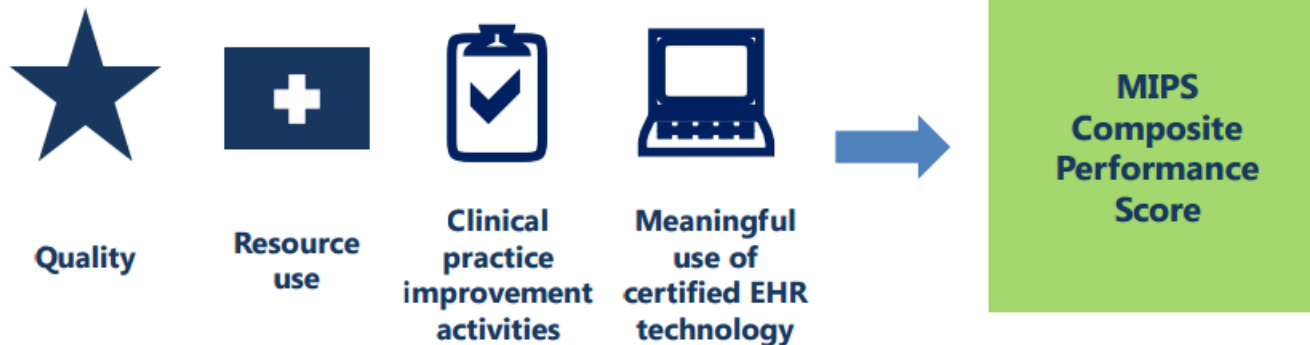 Quality
Resource
use
Clinical
practice
improvement
activities
Meaningful
use of
certified EHR
technology
MIPS
Composite
Performance
Score